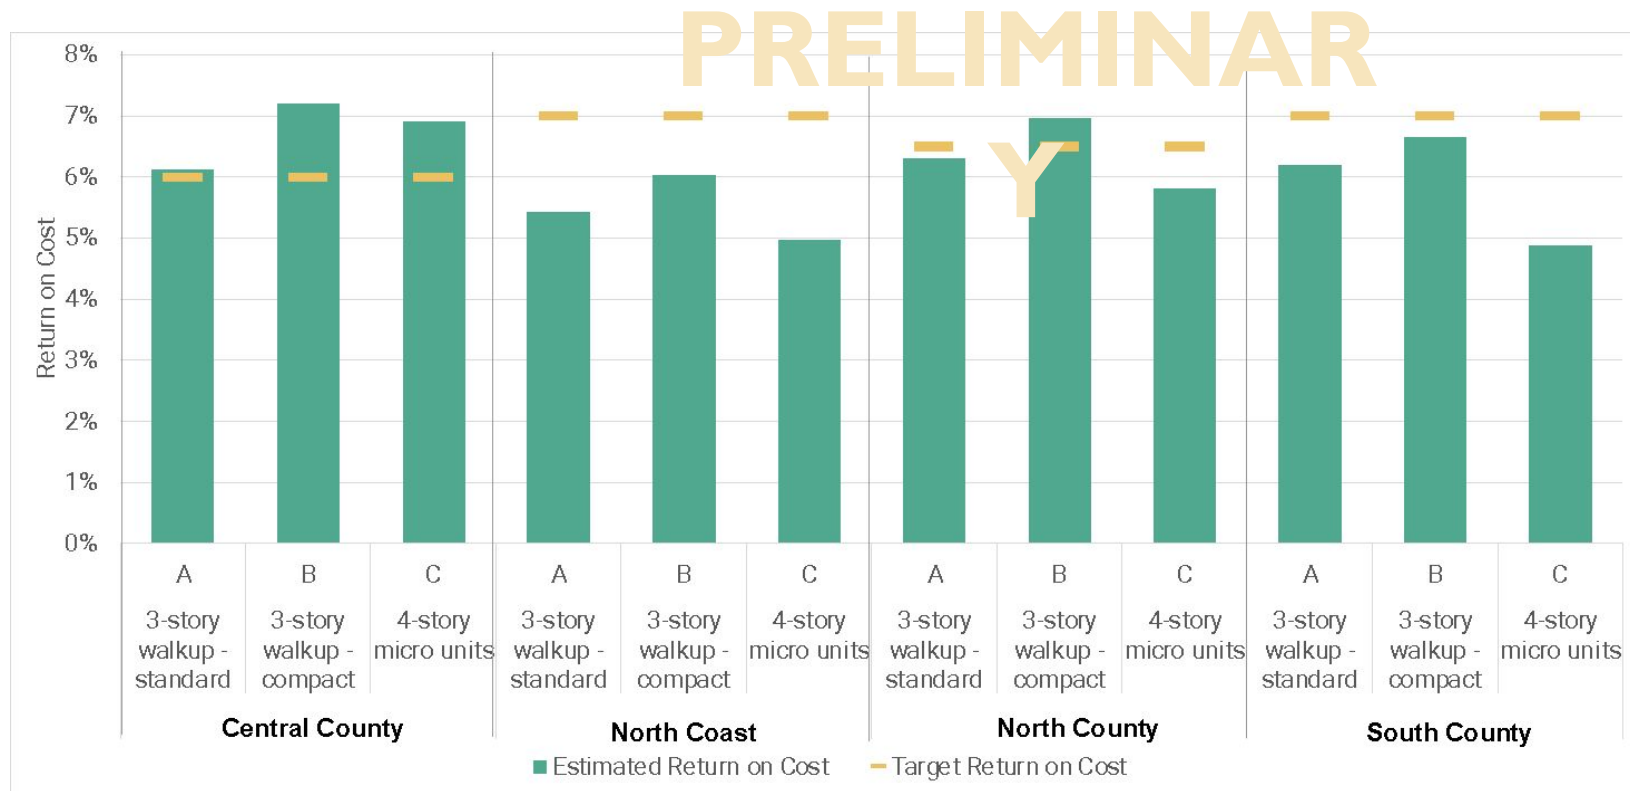 PRELIMINAR
Y
8%
7%
6%
5%
4%
3%
2%
1%
0%
Return on Cost
A B C A B C A B C A B C
3-story 3-story 4-story 3-story 3-story 4-story 3-story 3-story 4-story 3-story 3-story 4-story
walkup - walkup - micro units walkup - walkup - micro units walkup - walkup - micro units walkup - walkup - micro units
standard compact standard compact standard compact standard compact
Central County North Coast North County South County
Estimated Return on Cost Target Return on Cost